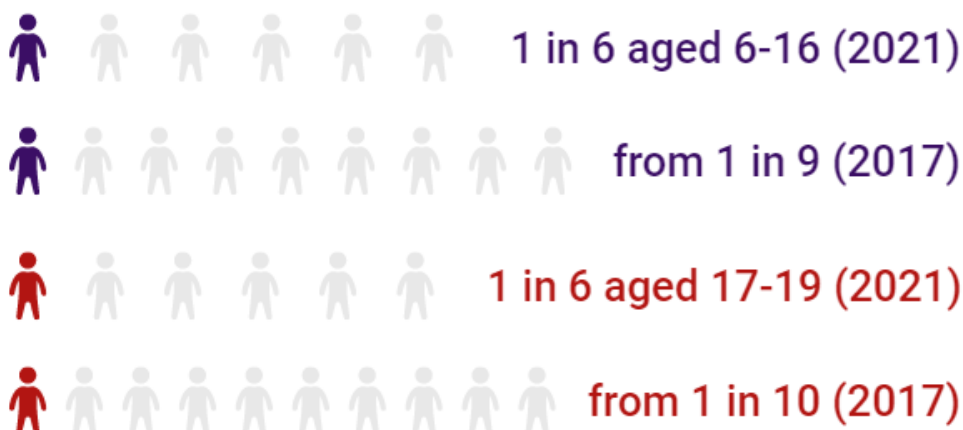 1 in 6 aged 6-16 (2021)
from 1 in 9 (2017)
1 in 6 aged 17-19 (2021)
from 1 in 10 (2017)